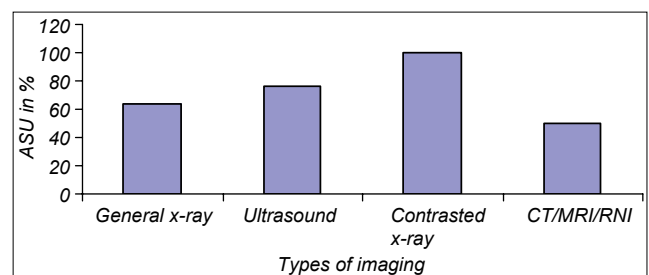 120
100
80
60
40
20
0
ASU in %
General x-ray Ultrasound Contrasted x-ray CT/MRI/RNI
Types of imaging